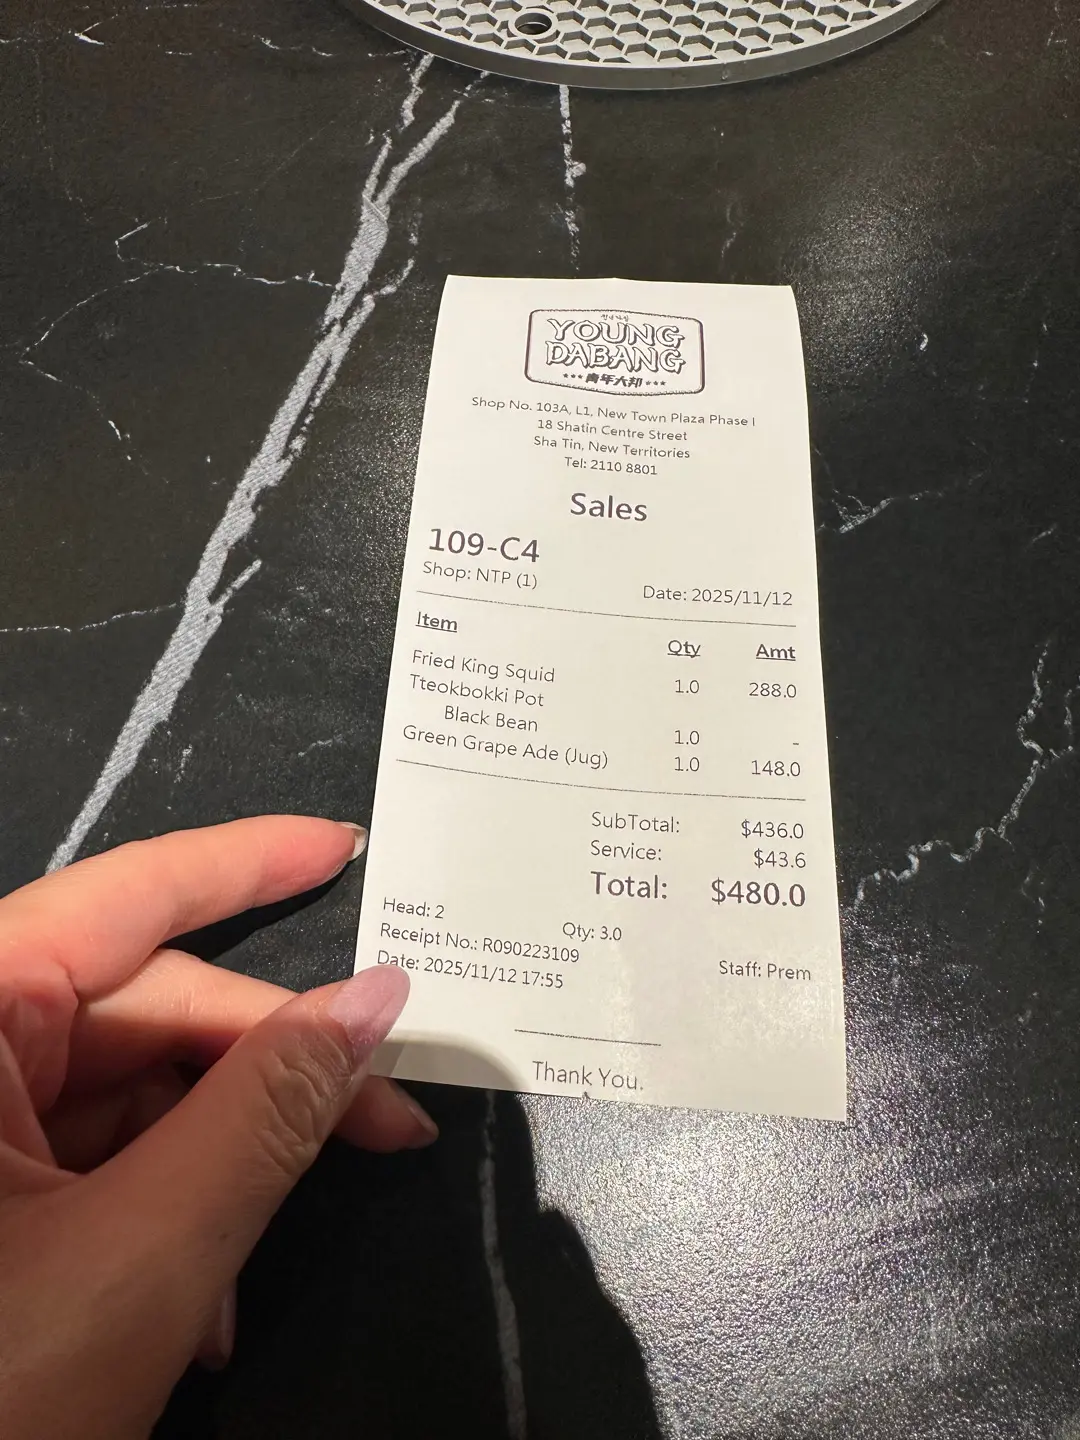 YOUNG
DABANG
青年大邦
Shop No. 103A, L1, New Town Plaza Phase I
18 Shatin Centre Street
Sha Tin, New Territories
Tel: 2110 8801
Sales
109-C4
Shop: NTP (1) Date: 2025/11/12
Item Qty Amt
Fried King Squid 1.0 288.0
Tteokbokki Pot
Black Bean 1.0 -
Green Grape Ade (Jug) 1.0 148.0
SubTotal: $436.0
Service: $43.6
Total: $480.0
Head: 2 Qty: 3.0
Receipt No.: R090223109
Date: 2025/11/12 17:55 Staff: Prem
Thank You.